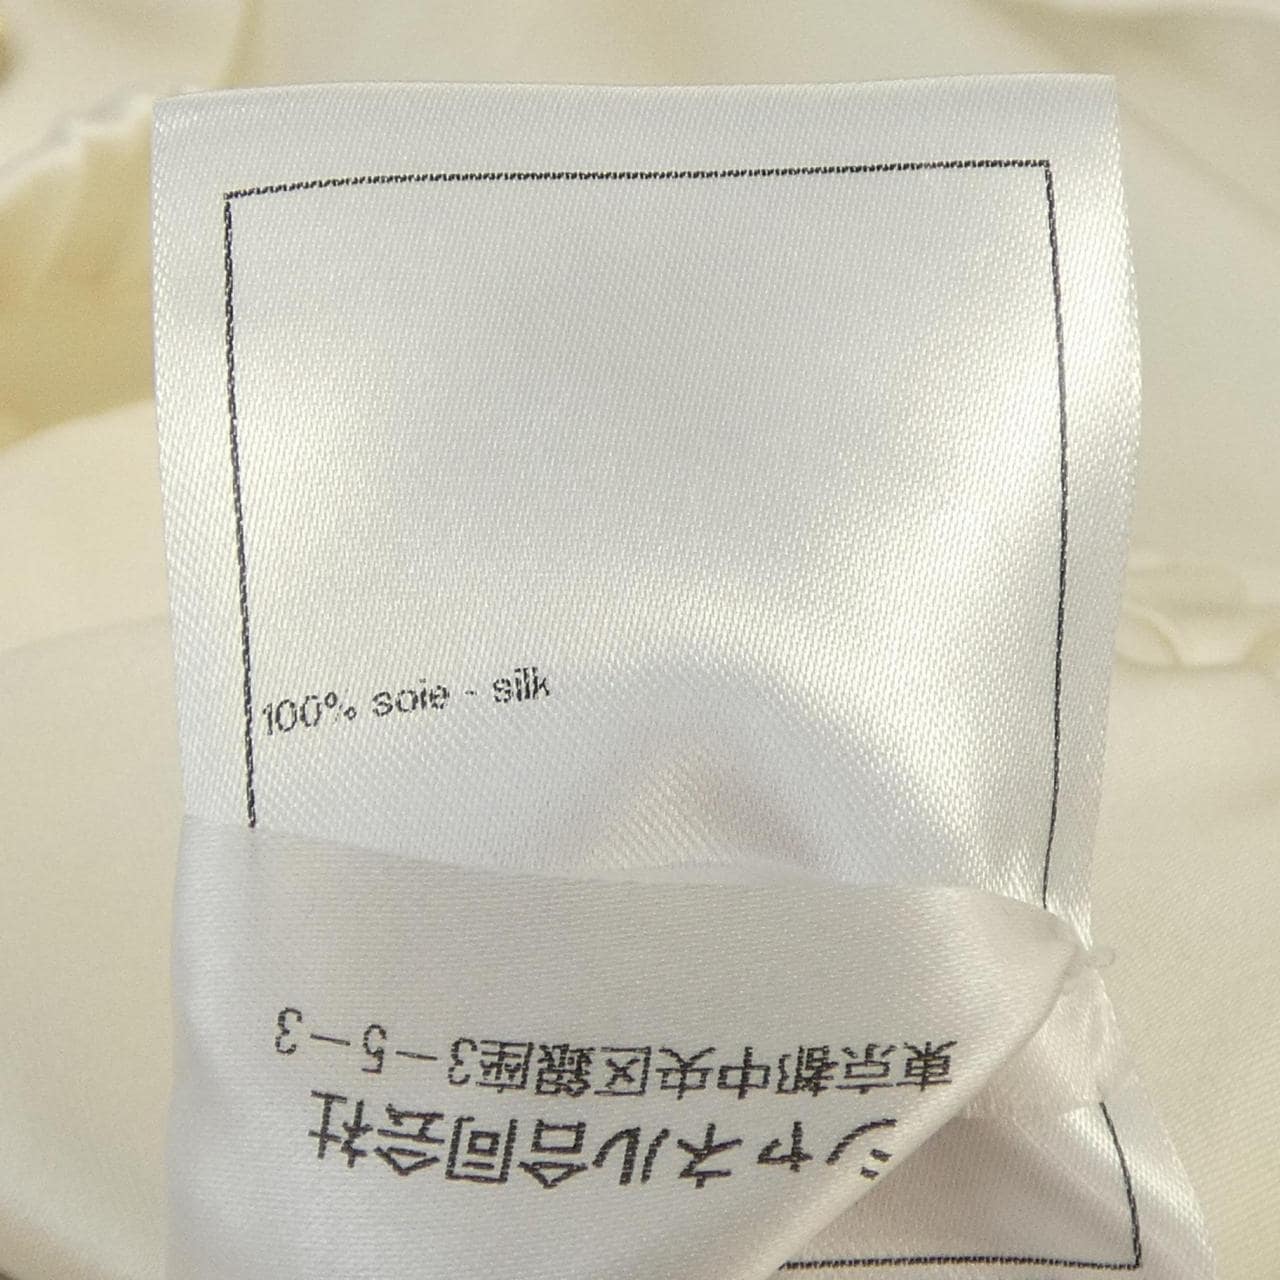 100% soie - silk
シャネル合同会社
東京都中央区銀座3-5-3